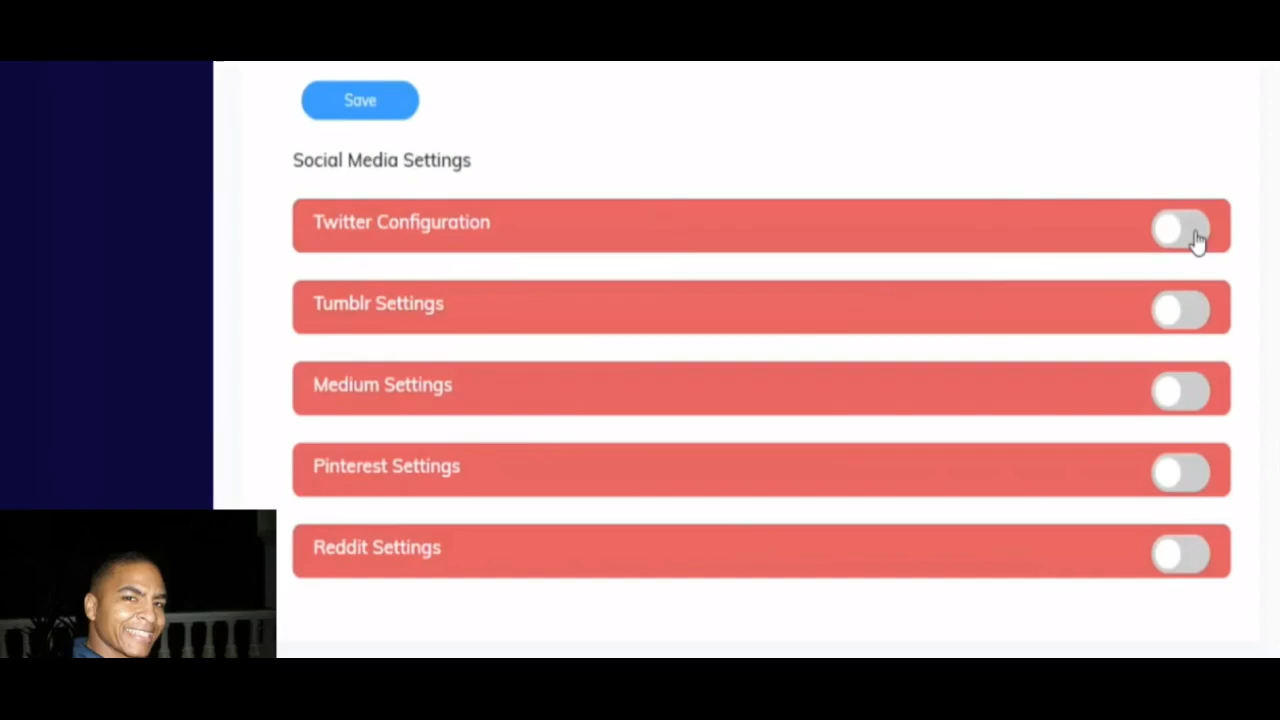 Save
Social Media Settings
Twitter Configuration
Tumblr Settings
Medium Settings
Pinterest Settings
Reddit Settings